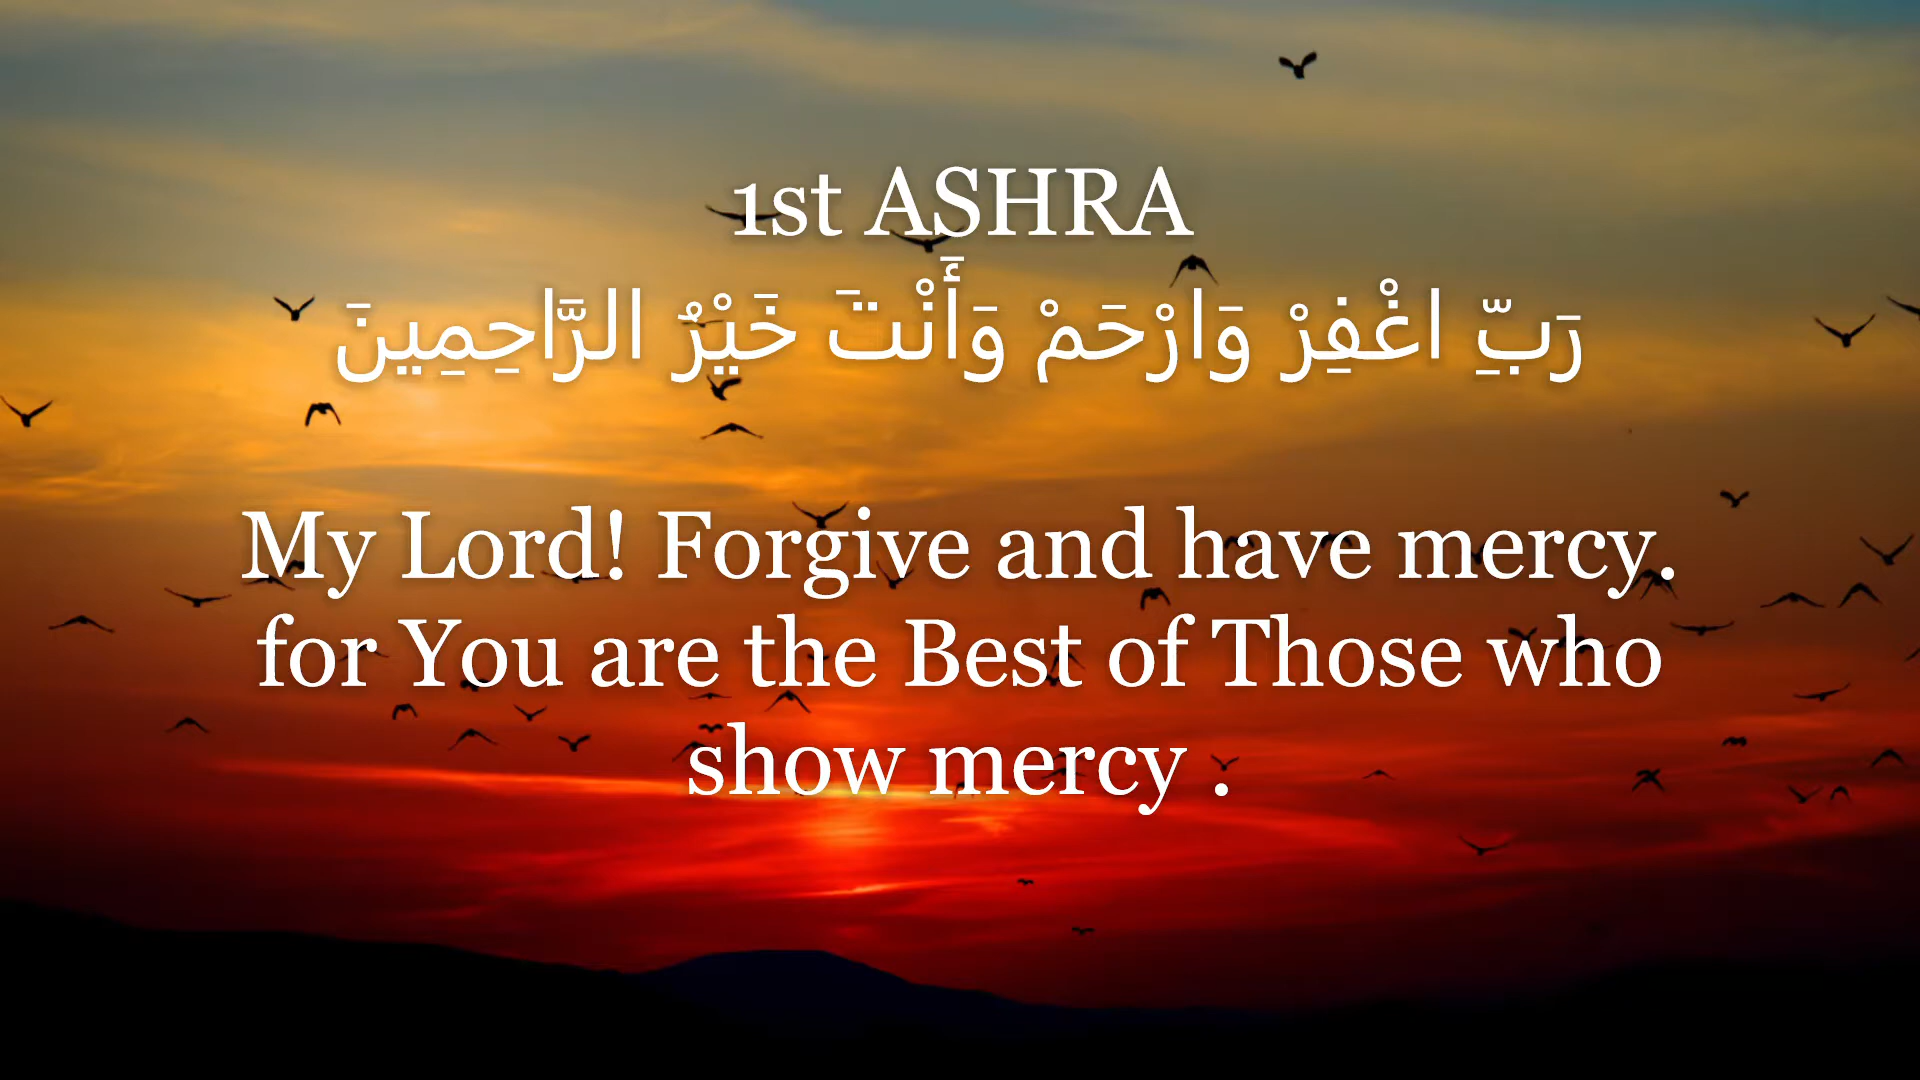 1st ASHRA
رَبِّ اغْفِرْ وَارْحَمْ وَأَنْتَ خَيْرُ الرَّاحِمِينَ
My Lord! Forgive and have mercy.
for You are the Best of Those who
show mercy .